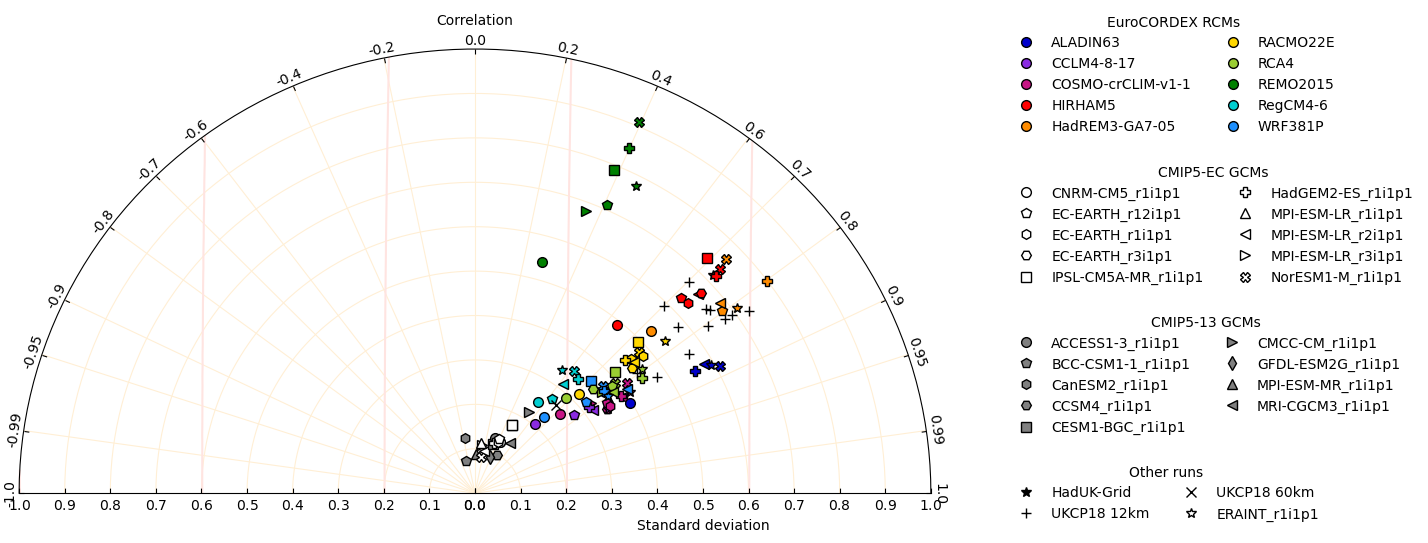 Correlation
0.0
-0.2
0.2
-0.4
0.4
-0.6
0.6
-0.7
0.7
-0.8
0.8
-0.9
0.9
-0.95
0.95
-0.99
0.99
-1.0
1.0
1.0 0.9 0.8 0.7 0.6 0.5 0.4 0.3 0.2 0.1 0.0 0.1 0.2 0.3 0.4 0.5 0.6 0.7 0.8 0.9 1.0
Standard deviation
EuroCORDEX RCMs
ALADIN63
CCLM4-8-17
COSMO-crCLIM-v1-1
HIRHAM5
HadREM3-GA7-05
RACMO22E
RCA4
REMO2015
RegCM4-6
WRF381P
CMIP5-EC GCMs
CNRM-CM5_r1i1p1
EC-EARTH_r12i1p1
EC-EARTH_r1i1p1
EC-EARTH_r3i1p1
IPSL-CM5A-MR_r1i1p1
HadGEM2-ES_r1i1p1
MPI-ESM-LR_r1i1p1
MPI-ESM-LR_r2i1p1
MPI-ESM-LR_r3i1p1
NorESM1-M_r1i1p1
CMIP5-13 GCMs
ACCESS1-3_r1i1p1
BCC-CSM1-1_r1i1p1
CanESM2_r1i1p1
CCSM4_r1i1p1
CESM1-BGC_r1i1p1
CMCC-CM_r1i1p1
GFDL-ESM2G_r1i1p1
MPI-ESM-MR_r1i1p1
MRI-CGCM3_r1i1p1
Other runs
HadUK-Grid
UKCP18 12km
UKCP18 60km
ERAINT_r1i1p1